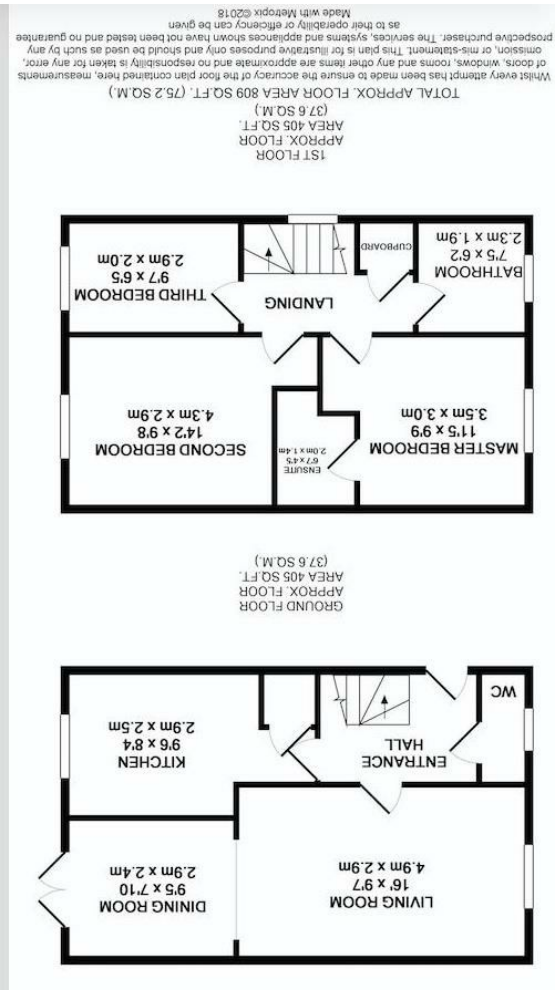 LIVING ROOM
16' x 9'7
4.9m x 2.9m
DINING ROOM
9'5 x 7'10
2.9m x 2.4m
ENTRANCE
HALL
KITCHEN
9'6 x 8'4
2.9m x 2.5m
WC
GROUND FLOOR
APPROX. FLOOR
AREA 405 SQ.FT.
(37.6 SQ.M.)
MASTER BEDROOM
11'5 x 9'9
3.5m x 3.0m
ENSUITE
6'7 x 4'5
2.0m x 1.4m
SECOND BEDROOM
14'2 x 9'8
4.3m x 2.9m
LANDING
BATHROOM
7'5 x 6'2
2.3m x 1.9m
CUPBOARD
THIRD BEDROOM
9'7 x 6'5
2.9m x 2.0m
1ST FLOOR
APPROX. FLOOR
AREA 405 SQ.FT.
(37.6 SQ.M.)
TOTAL APPROX. FLOOR AREA 809 SQ.FT. (75.2 SQ.M.)
Whilst every attempt has been made to ensure the accuracy of the floor plan contained here, measurements
of doors, windows, rooms and any other items are approximate and no responsibility is taken for any error,
omission, or mis-statement. This plan is for illustrative purposes only and should be used as such by any
prospective purchaser. The services, systems and appliances shown have not been tested and no guarantee
as to their operability or efficiency can be given
Made with Metropix ©2018